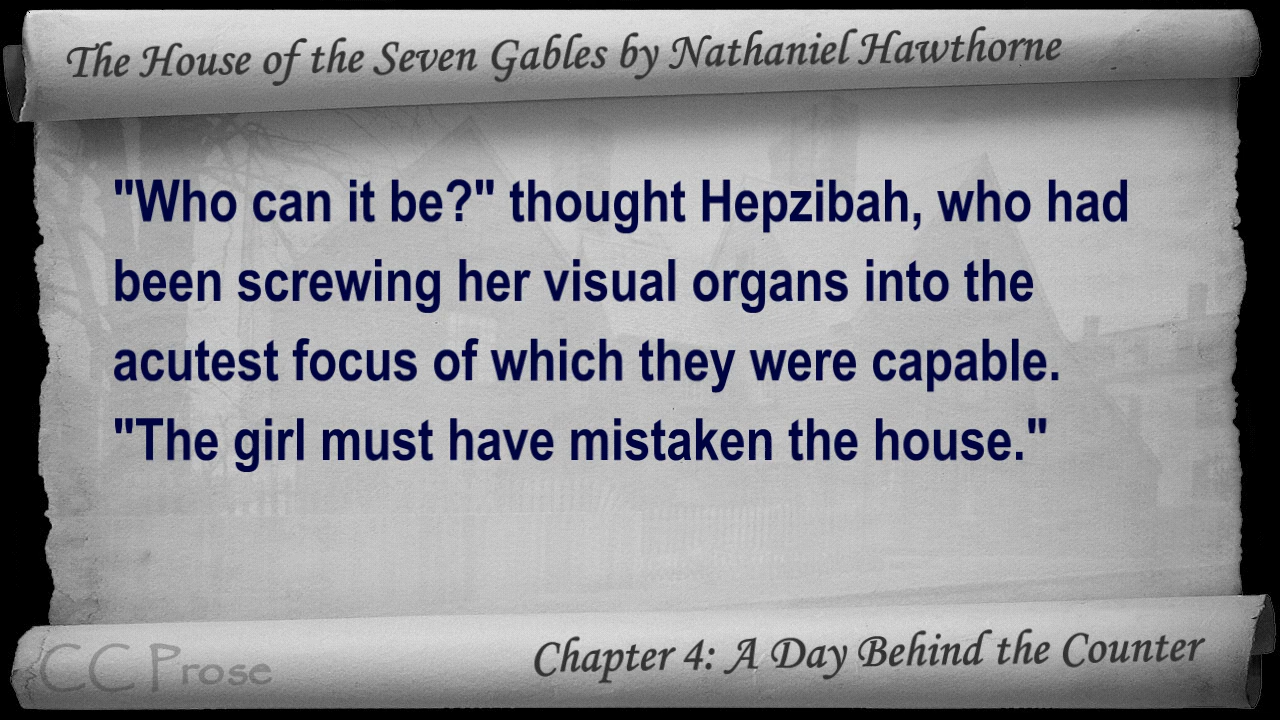 The House of the Seven Gables by Nathaniel Hawthorne
"Who can it be?" thought Hepzibah, who had
been screwing her visual organs into the
acutest focus of which they were capable.
"The girl must have mistaken the house."
CC Prose
Chapter 4: A Day Behind the Counter